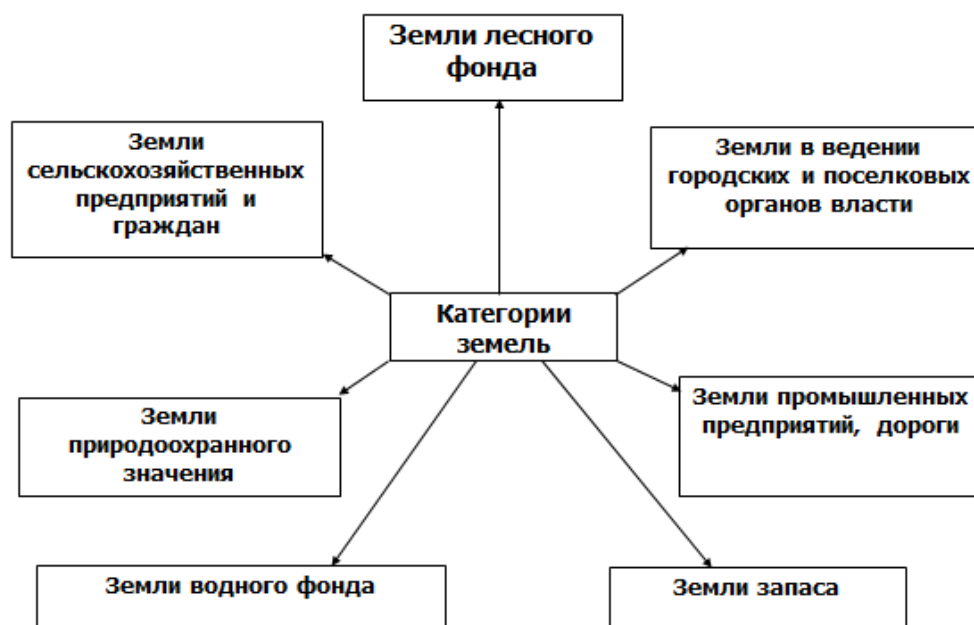 Земли лесного
фонда
Земли
сельскохозяйственных
предприятий и
граждан
Земли в ведении
городских и поселковых
органов власти
Категории
земель
Земли
природоохранного
значения
Земли промышленных
предприятий, дороги
Земли водного фонда
Земли запаса